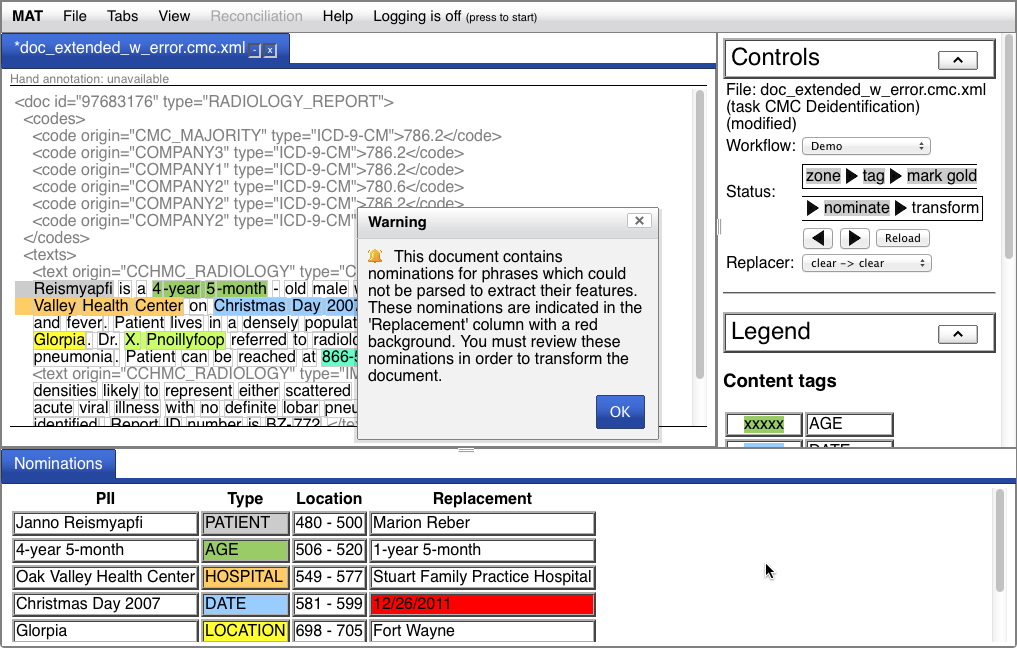 MAT File Tabs View Reconciliation Help Logging is off (press to start)
*doc_extended_w_error.cmc.xml - x
Hand annotation: unavailable
<doc id="97683176" type="RADIOLOGY_REPORT">
<codes>
<code origin="CMC_MAJORITY" type="ICD-9-CM">786.2</code>
<code origin="COMPANY3" type="ICD-9-CM">786.2</code>
<code origin="COMPANY1" type="ICD-9-CM">786.2</code>
<code origin="COMPANY2" type="ICD-9-CM">780.6</code>
<code origin="COMPANY2" type="ICD-9-CM">786.2</code>
<code origin="COMPANY2" type="ICD-9-CM"
</codes>
<texts>
<text origin="CCHMC_RADIOLOGY" type="C
Reismyapfi is a 4-year 5-month - old male
Valley Health Center on Christmas Day 2007
and fever. Patient lives in a densely populat
Glorpia. Dr. X. Pnoillyfoop referred to radiolo
pneumonia. Patient can be reached at 866-5
<text origin="CCHMC_RADIOLOGY" type="IM
densities likely to represent either scattered
acute viral illness with no definite lobar pneu
identified. Report ID number is BZ-772.</te
Warning
x
This document contains
nominations for phrases which could
not be parsed to extract their features.
These nominations are indicated in the
'Replacement' column with a red
background. You must review these
nominations in order to transform the
document.
OK
Controls
File: doc_extended_w_error.cmc.xml
(task CMC Deidentification)
(modified)
Workflow: Demo
Status: zone tag mark gold
nominate transform
Reload
Replacer: clear -> clear
Legend
Content tags
xxxxx AGE
DATE
Nominations
PII Type Location Replacement
Janno Reismyapfi PATIENT 480 - 500 Marion Reber
4-year 5-month AGE 506 - 520 1-year 5-month
Oak Valley Health Center HOSPITAL 549 - 577 Stuart Family Practice Hospital
Christmas Day 2007 DATE 581 - 599 12/26/2011
Glorpia LOCATION 698 - 705 Fort Wayne